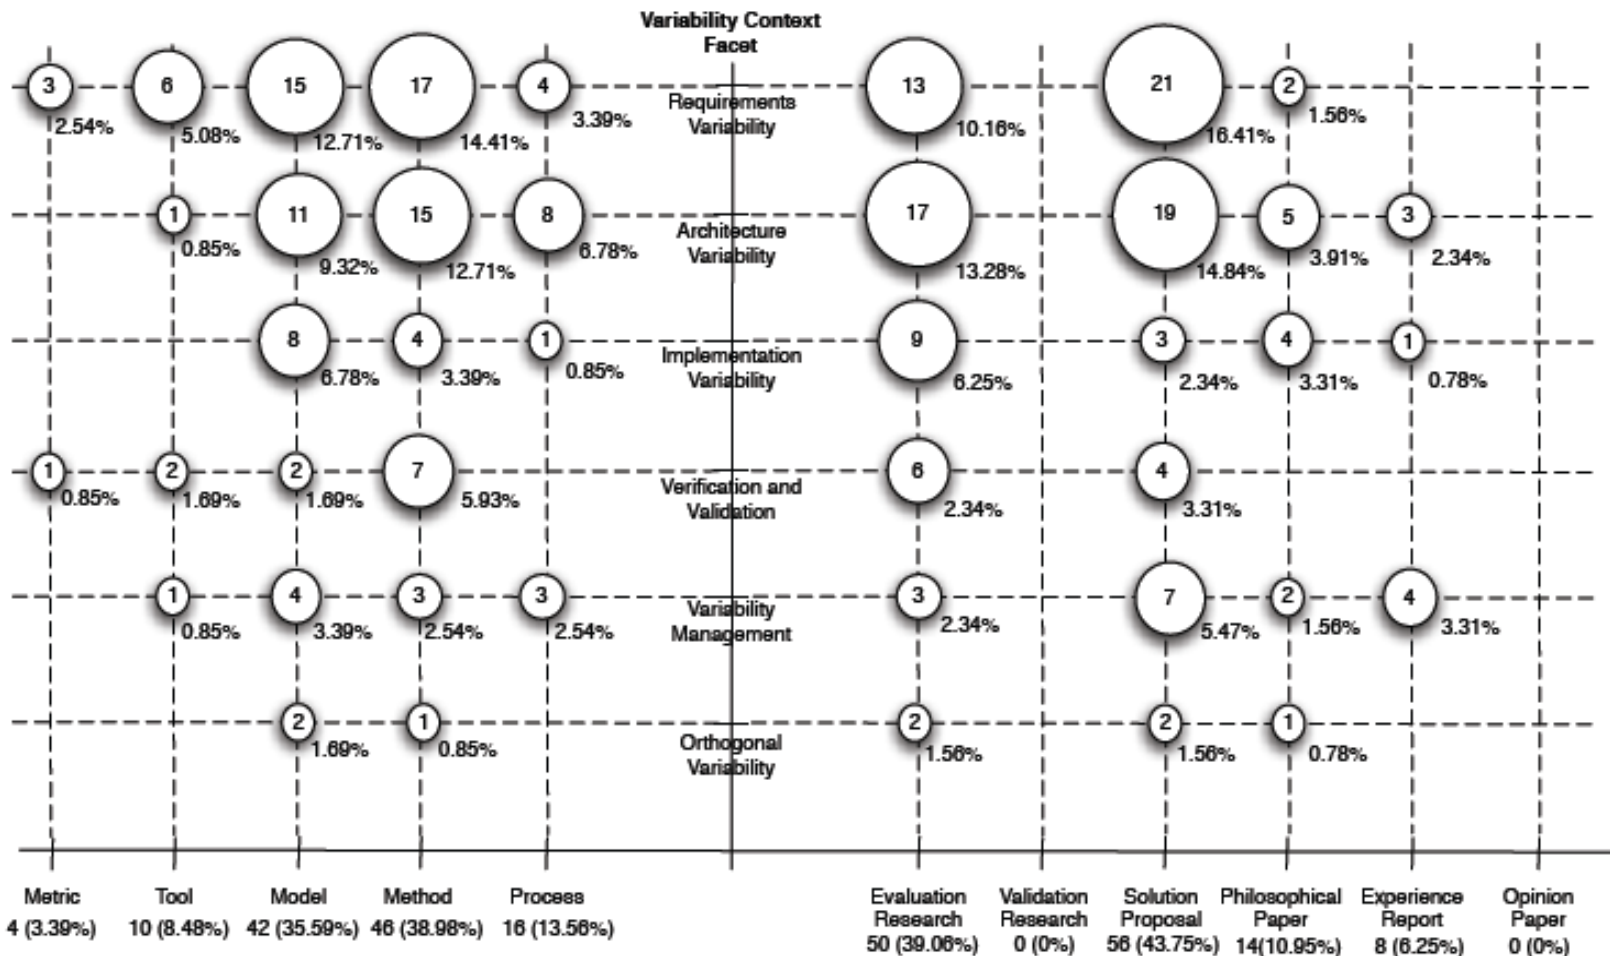 Variability Context
Facet
3 6 15 17 4 13 21 2
2.54% 5.08% 12.71% 14.41% 3.39% Requirements Variability 10.16% 16.41% 1.56%
1 11 15 8 17 19 5 3
0.85% 9.32% 12.71% 6.78% Architecture Variability 13.28% 14.84% 3.91% 2.34%
8 4 1 9 3 4 1
6.78% 3.39% 0.85% Implementation Variability 6.25% 2.34% 3.31% 0.78%
1 2 2 7 6 4
0.85% 1.69% 1.69% 5.93% Verification and Validation 2.34% 3.31%
1 4 3 3 3 7 2 4
0.85% 3.39% 2.54% 2.54% Variability Management 2.34% 5.47% 1.56% 3.31%
2 1 2 2 1
1.69% 0.85% Orthogonal Variability 1.56% 1.56% 0.78%
Metric Tool Model Method Process
4 (3.39%) 10 (8.48%) 42 (35.59%) 46 (38.98%) 16 (13.56%)
Evaluation Validation Solution Philosophical Experience Opinion
Research Research Proposal Paper Report Paper
50 (39.06%) 0 (0%) 56 (43.75%) 14(10.95%) 8 (6.25%) 0 (0%)